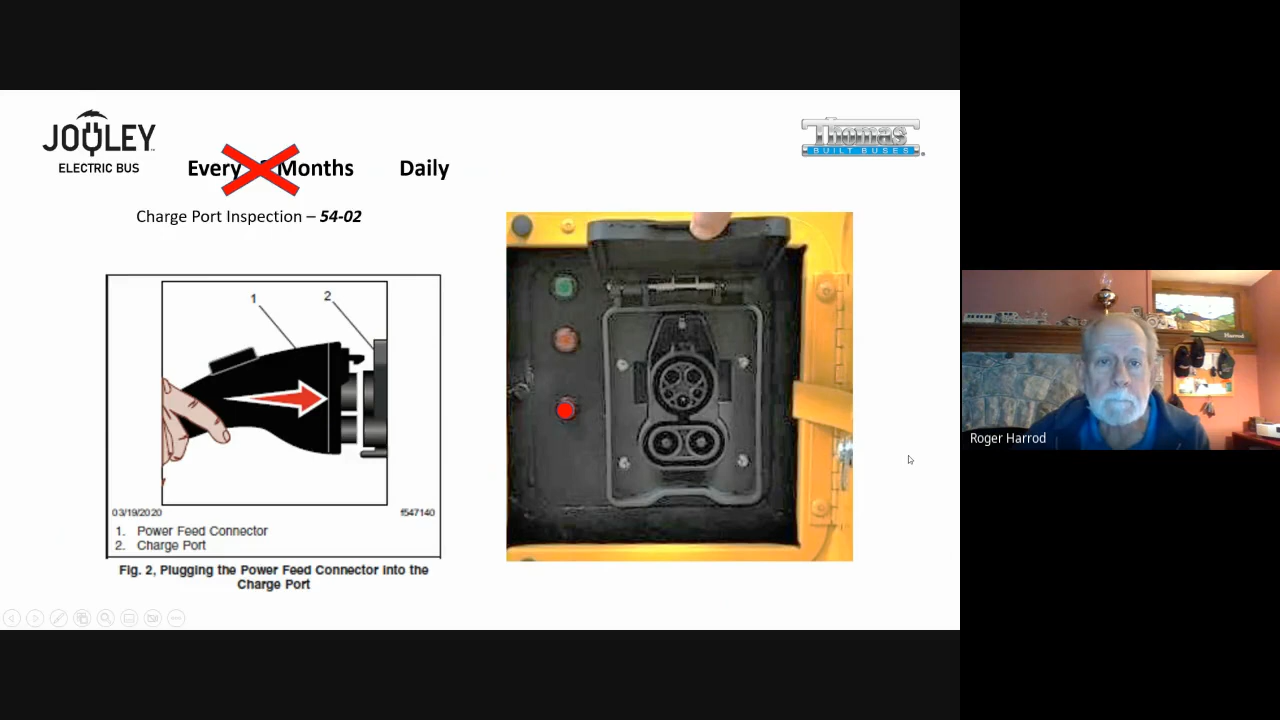 JOULEY
ELECTRIC BUS
Thomas
BUILT BUSES
Every Months Daily
Charge Port Inspection – 54-02
1
2
03/19/2020
f547140
1. Power Feed Connector
2. Charge Port
Fig. 2, Plugging the Power Feed Connector Into the
Charge Port
Roger Harrod